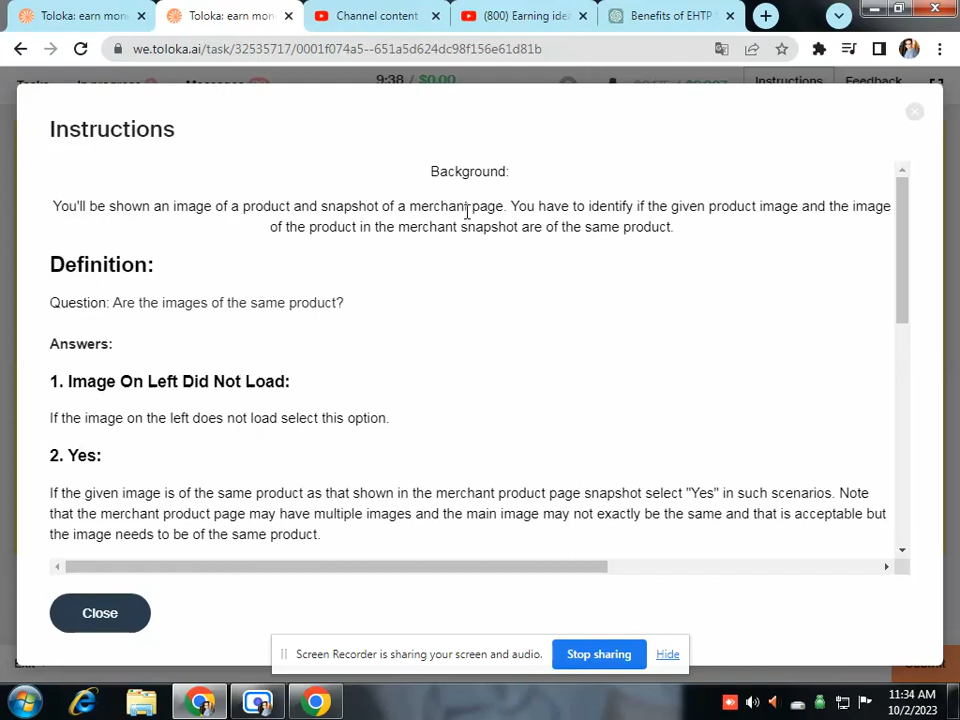 Toloka: earn mon
Toloka: earn mon
Channel content
(800) Earning ide
Benefits of EHTP
we.toloka.ai/task/32535717/0001f074a5--651a5d624dc98f156e61d81b
9:38
$0.00
Instructions
Feedback
Instructions
Background:
You'll be shown an image of a product and snapshot of a merchant page. You have to identify if the given product image and the image
of the product in the merchant snapshot are of the same product.
Definition:
Question: Are the images of the same product?
Answers:
1. Image On Left Did Not Load:
If the image on the left does not load select this option.
2. Yes:
If the given image is of the same product as that shown in the merchant product page snapshot select "Yes" in such scenarios. Note
that the merchant product page may have multiple images and the main image may not exactly be the same and that is acceptable but
the image needs to be of the same product.
Close
Screen Recorder is sharing your screen and audio.
Stop sharing
Hide
11:34 AM
10/2/2023